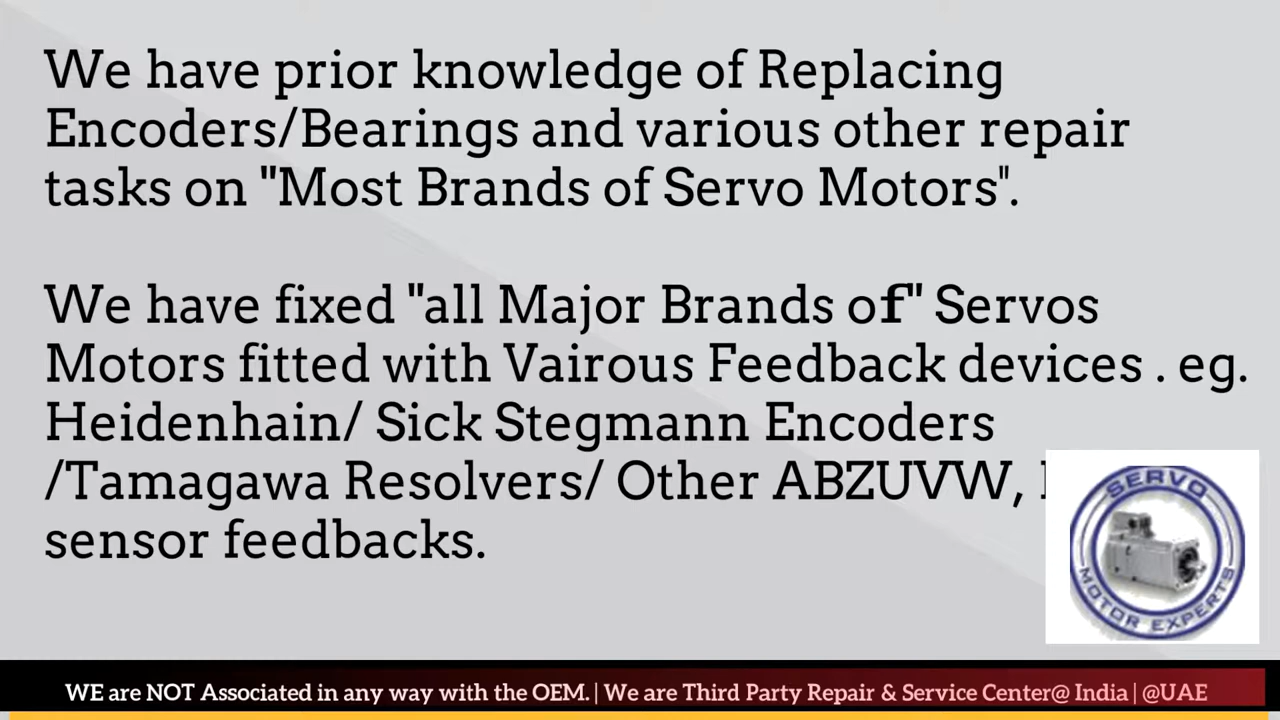 We have prior knowledge of Replacing
Encoders/Bearings and various other repair
tasks on "Most Brands of Servo Motors".
We have fixed "all Major Brands of" Servos
Motors fitted with Vairous Feedback devices . eg.
Heidenhain/ Sick Stegmann Encoders
/Tamagawa Resolvers/ Other ABZUVW,
sensor feedbacks.
SERVO
MOTOR EXPERTS
WE are NOT Associated in any way with the OEM. | We are Third Party Repair & Service Center@ India | @UAE